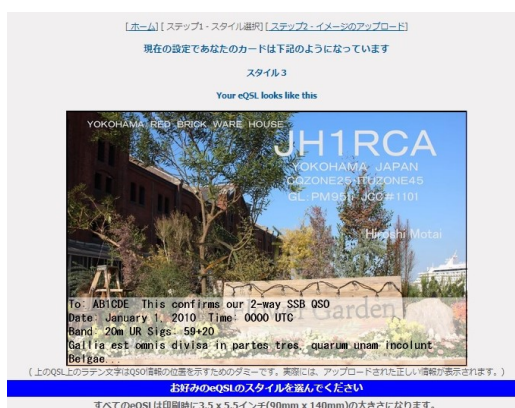 [ ホーム] [ ステップ1・スタイル選択] [ ステップ2・イメージのアップロード]
現在の設定であなたのカードは下記のようになっています
スタイル 3
Your eQSL looks like this
YOKOHAMA RED BRICK WARE HOUSE
JH1RCA
YOKOHAMA JAPAN
CQZONE25 ITUZONE45
GL PM95TL JCC#1101
Hiroshi Motai
Garden
To: AB1CDE This confirms our 2-way SSB QSO
Date: January 1, 2010 Time: 0000 UTC
Band: 20m UR Sigs: 59+20
Gallia est omnis divisa in partes tres, quarum unam incolunt
Belgae...
( 上のQSL上のラテン文字はQSO情報の位置を示すためのダミーです。実際には、アップロードされた正しい情報が表示されます。)
お好みのeQSLのスタイルを選んでください
すべてのeQSLは印刷時に3.5 x 5.5インチ(90mm x 140mm)の大きさになります。